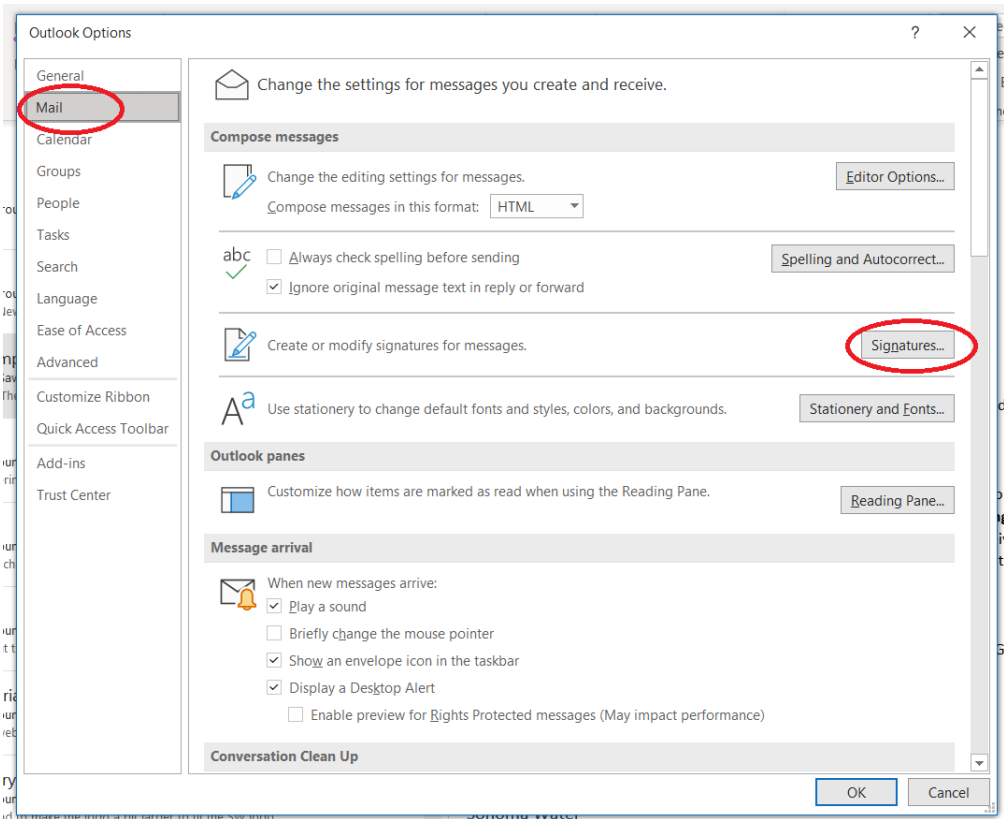 Outlook Options
?
General
Mail
Calendar
Groups
People
Tasks
Search
Language
Ease of Access
Advanced
Customize Ribbon
Quick Access Toolbar
Add-ins
Trust Center
Change the settings for messages you create and receive.
Compose messages
Change the editing settings for messages.
Editor Options...
Compose messages in this format: HTML
abc
Always check spelling before sending
Spelling and Autocorrect...
Ignore original message text in reply or forward
Create or modify signatures for messages.
Signatures...
Aa
Use stationery to change default fonts and styles, colors, and backgrounds.
Stationery and Fonts...
Outlook panes
Customize how items are marked as read when using the Reading Pane.
Reading Pane...
Message arrival
When new messages arrive:
Play a sound
Briefly change the mouse pointer
Show an envelope icon in the taskbar
Display a Desktop Alert
Enable preview for Rights Protected messages (May impact performance)
Conversation Clean Up
OK
Cancel